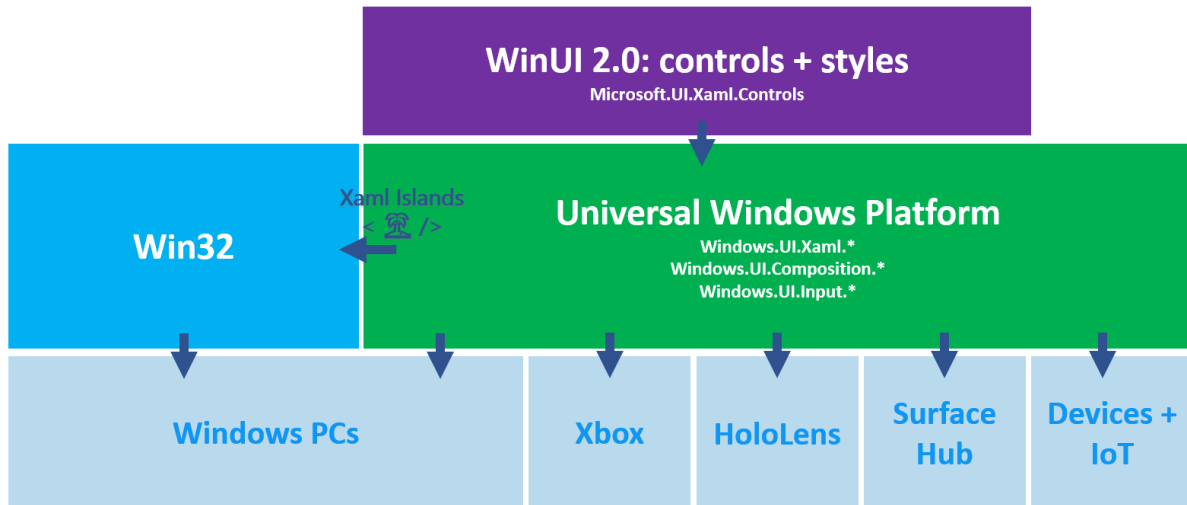 WinUI 2.0: controls + styles
Microsoft.UI.Xaml.Controls
Xaml Islands
< />
Win32
Universal Windows Platform
Windows.UI.Xaml.*
Windows.UI.Composition.*
Windows.UI.Input.*
Windows PCs
Xbox
HoloLens
Surface
Hub
Devices +
IoT